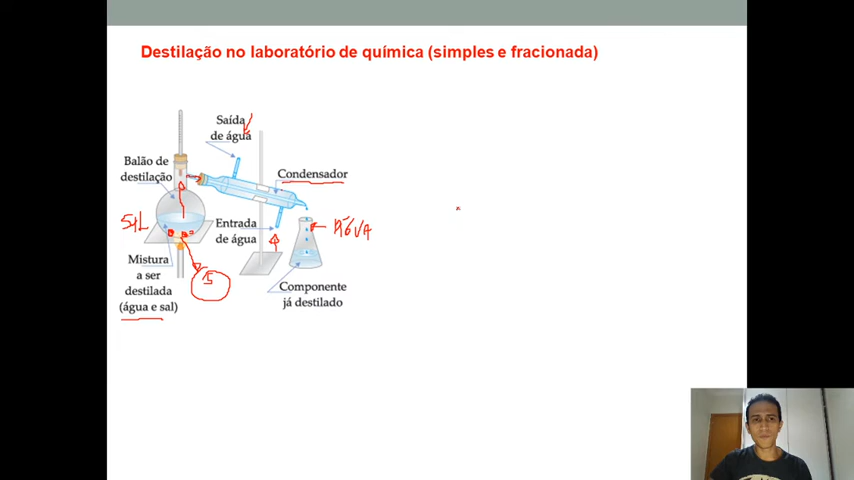 Destilação no laboratório de química (simples e fracionada)
Saída
de água
Balão de
destilação
Condensador
SAL
ÁGUA
Entrada
de água
Mistura
a ser
destilada
(água e sal)
S
Componente
já destilado